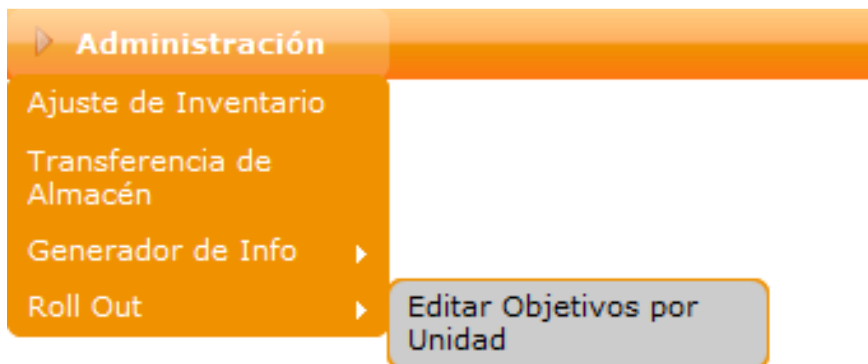 Administración
Ajuste de Inventario
Transferencia de
Almacén
Generador de Info
Roll Out
Editar Objetivos por
Unidad